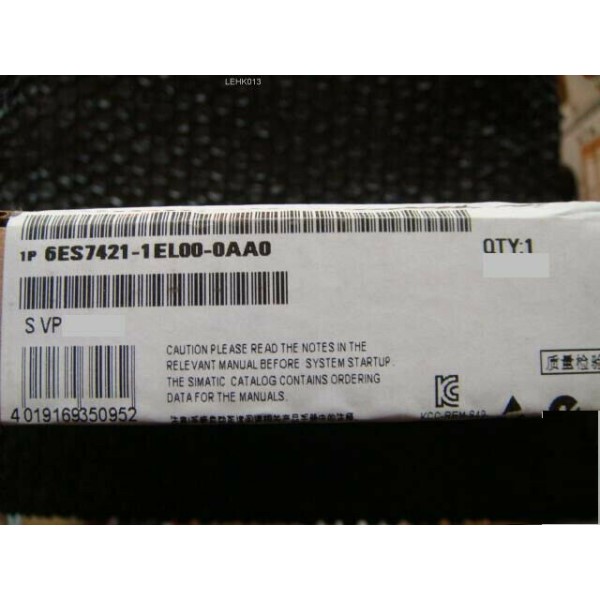 LEHK013
1P 6ES7421-1EL00-0AA0
QTY:1
S VP
CAUTION PLEASE READ THE NOTES IN THE
RELEVANT MANUAL BEFORE SYSTEM STARTUP.
THE SIMATIC CATALOG CONTAINS ORDERING
DATA FOR THE MANUALS.
质量检验
4 019169 350952